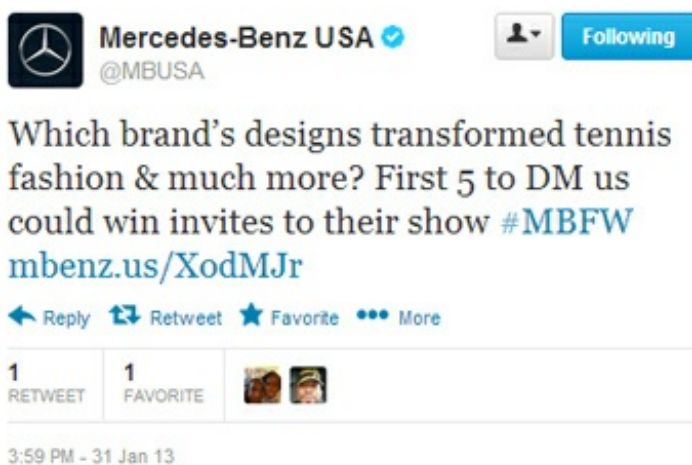 Mercedes-Benz USA
Following
@MBUSA
Which brand’s designs transformed tennis
fashion & much more? First 5 to DM us
could win invites to their show #MBFW
mbenz.us/XodMJr
Reply Retweet Favorite More
1 1
RETWEET FAVORITE
3:59 PM - 31 Jan 13